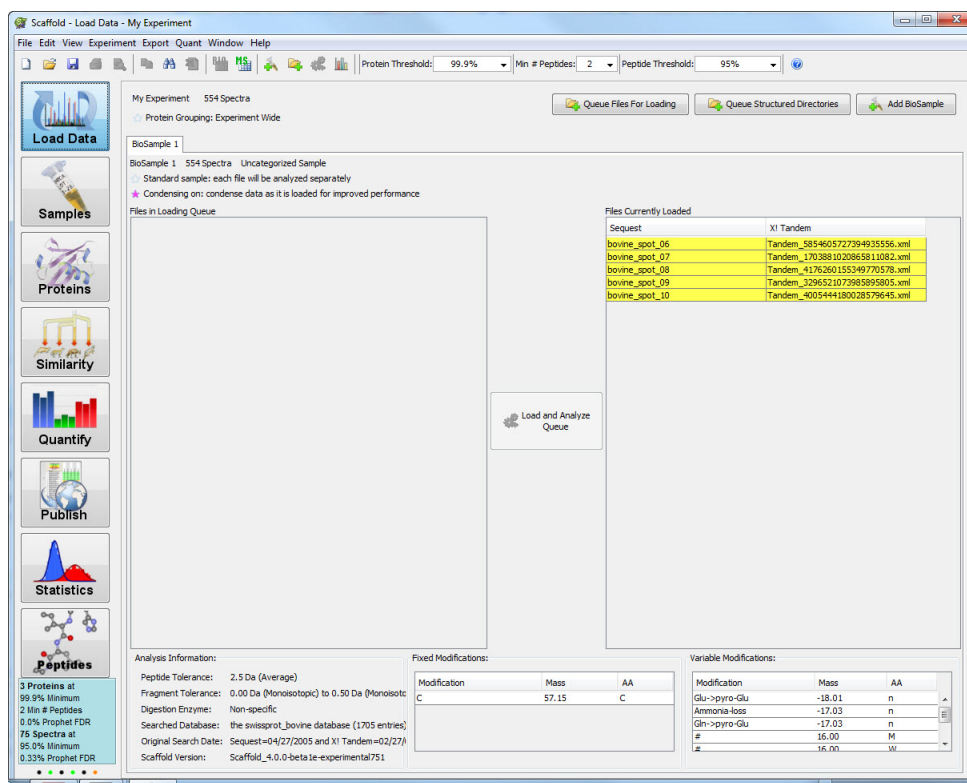 Scaffold - Load Data - My Experiment
File Edit View Experiment Export Quant Window Help
Protein Threshold: 99.9% Min # Peptides: 2 Peptide Threshold: 95%
Load Data
Samples
Proteins
Similarity
Quantify
Publish
Statistics
Peptides
3 Proteins at
99.9% Minimum
2 Min # Peptides
0.0% Prophet FDR
75 Spectra at
95.0% Minimum
0.33% Prophet FDR
My Experiment 554 Spectra
Protein Grouping: Experiment Wide
Queue Files For Loading
Queue Structured Directories
Add BioSample
BioSample 1
BioSample 1 554 Spectra Uncategorized Sample
Standard sample: each file will be analyzed separately
Condensing on: condense data as it is loaded for improved performance
Files in Loading Queue
Load and Analyze
Queue
Files Currently Loaded
Sequest X! Tandem
bovine_spot_06 Tandem_5854605727394935556.xml
bovine_spot_07 Tandem_1703881020865811082.xml
bovine_spot_08 Tandem_4176260155349770578.xml
bovine_spot_09 Tandem_3296521073985895805.xml
bovine_spot_10 Tandem_4005444180028579645.xml
Analysis Information:
Peptide Tolerance: 2.5 Da (Average)
Fragment Tolerance: 0.00 Da (Monoisotopic) to 0.50 Da (Monoisotc
Digestion Enzyme: Non-specific
Searched Database: the swissprot_bovine database (1705 entries)
Original Search Date: Sequest=04/27/2005 and X! Tandem=02/27/
Scaffold Version: Scaffold_4.0.0-beta1e-experimental751
Fixed Modifications:
Modification Mass AA
C 57.15 C
Variable Modifications:
Modification Mass AA
Glu->pyro-Glu -18.01 n
Ammonia-loss -17.03 n
Gln->pyro-Glu -17.03 n
# 16.00 M
# 16.00 W